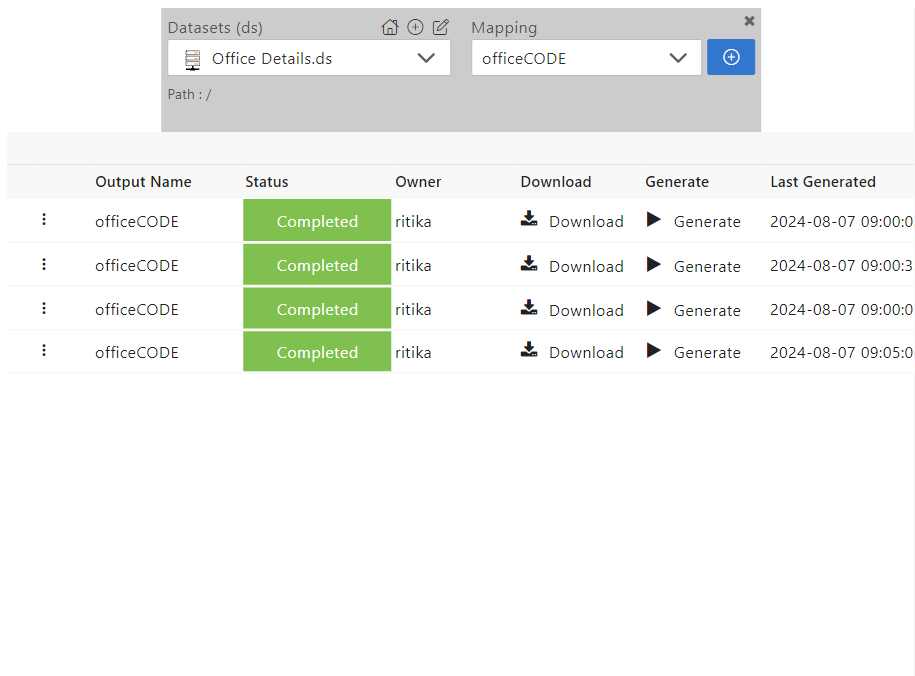 Datasets (ds) Mapping
Office Details.ds officeCODE
Path : /
Output Name Status Owner Download Generate Last Generated
officeCODE Completed ritika Download Generate 2024-08-07 09:00:0
officeCODE Completed ritika Download Generate 2024-08-07 09:00:3
officeCODE Completed ritika Download Generate 2024-08-07 09:00:0
officeCODE Completed ritika Download Generate 2024-08-07 09:05:0